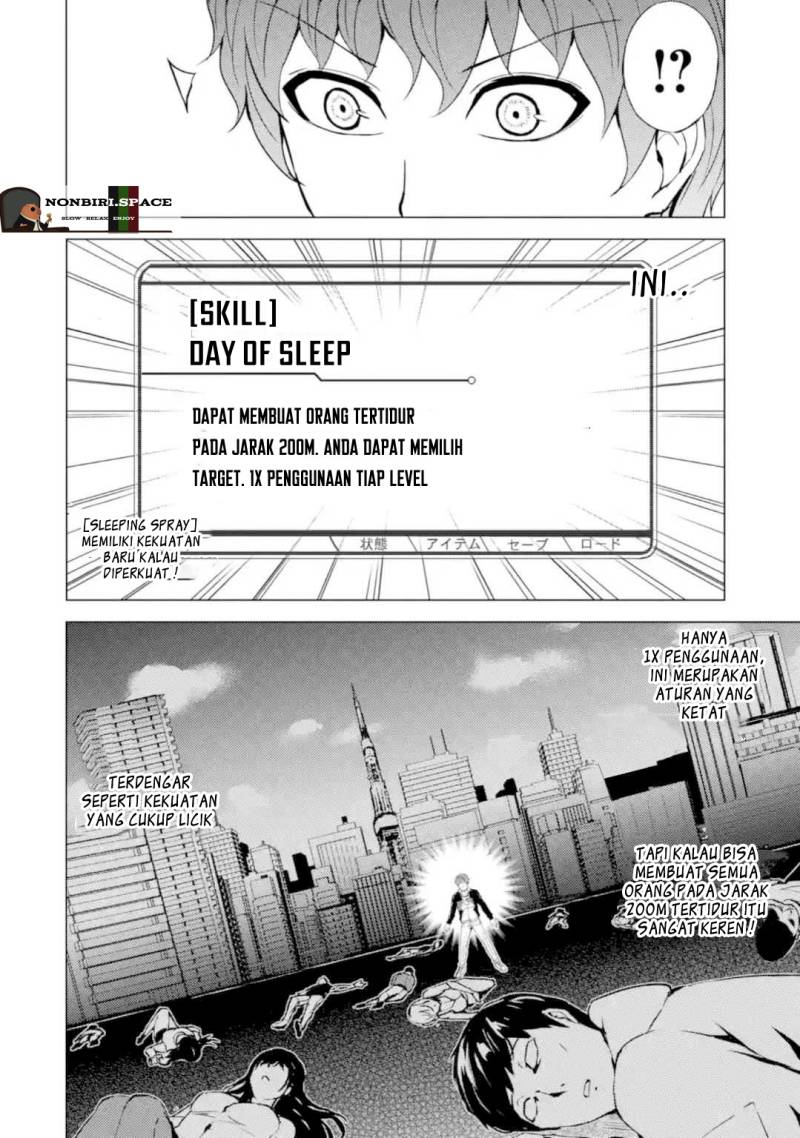 !?
NONBIRI.SPACE
SLOW RELAX ENJOY
INI..
[SKILL]
DAY OF SLEEP
DAPAT MEMBUAT ORANG TERTIDUR
PADA JARAK 200M. ANDA DAPAT MEMILIH
TARGET. 1X PENGGUNAAN TIAP LEVEL
[SLEEPING SPRAY]
MEMILIKI KEKUATAN
BARU KALAU
DIPERKUAT !
状態 アイテム セーブ ロード
HANYA
1X PENGGUNAAN,
INI MERUPAKAN
ATURAN YANG
KETAT
TERDENGAR
SEPERTI KEKUATAN
YANG CUKUP LICIK
TAPI KALAU BISA
MEMBUAT SEMUA
ORANG PADA JARAK
200M TERTIDUR ITU
SANGAT KEREN !